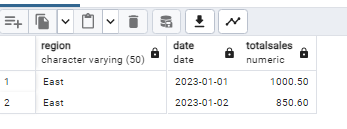 region date totalsales
character varying (50) date numeric
1 East 2023-01-01 1000.50
2 East 2023-01-02 850.60